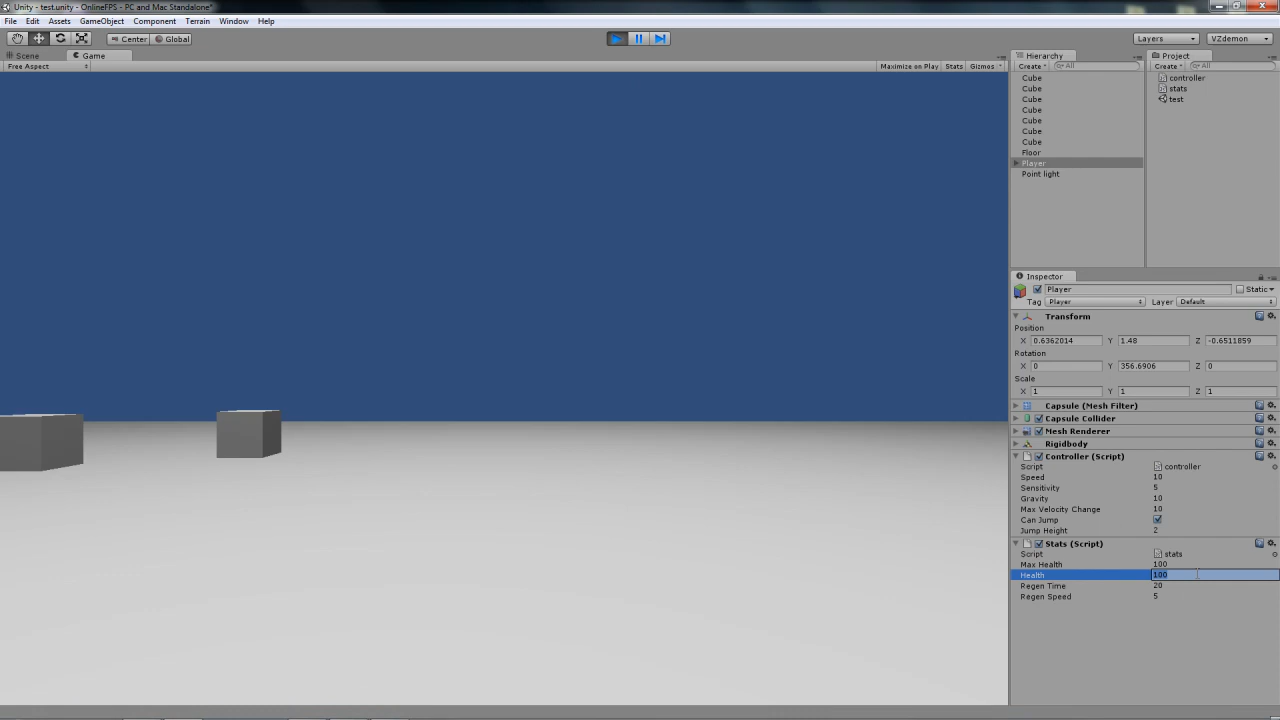 Unity - test.unity - OnlineFPS - PC and Mac Standalone*
File Edit Assets GameObject Component Terrain Window Help
Center Global Layers VZdemon
Scene Game
Free Aspect Maximize on Play Stats Gizmos
Hierarchy
Create All
Cube
Cube
Cube
Cube
Cube
Cube
Cube
Floor
Player
Point light
Project
Create All
controller
stats
test
Inspector
Player Static
Tag Player Layer Default
Transform
Position
X 0.6362014 Y 1.48 Z -0.6511859
Rotation
X 0 Y 356.6906 Z 0
Scale
X 1 Y 1 Z 1
Capsule (Mesh Filter)
Capsule Collider
Mesh Renderer
Rigidbody
Controller (Script)
Script controller
Speed 10
Sensitivity 5
Gravity 10
Max Velocity Change 10
Can Jump
Jump Height 2
Stats (Script)
Script stats
Max Health 100
Health 100
Regen Time 20
Regen Speed 5